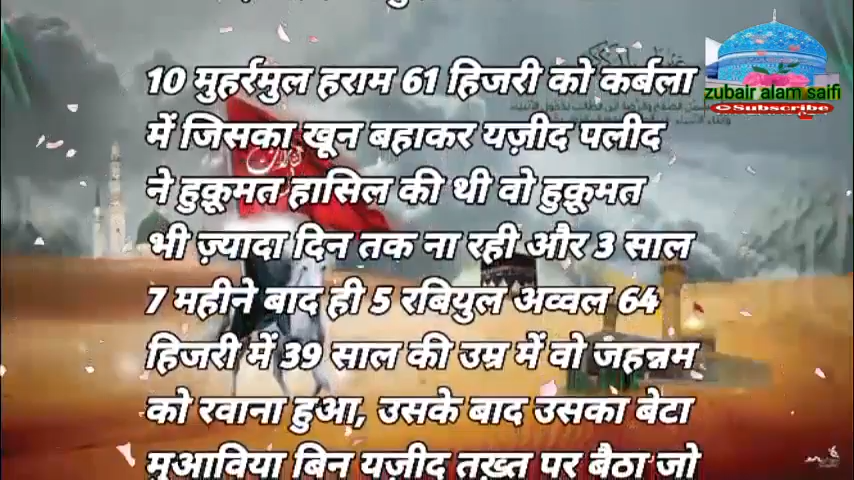 10 मुहर्रमुल हराम 61 हिजरी को कर्बला
में जिसका खून बहाकर यज़ीद पलीद
ने हुक़ूमत हासिल की थी वो हुक़ूमत
भी ज़्यादा दिन तक ना रही और 3 साल
7 महीने बाद ही 5 रबियुल अव्वल 64
हिजरी में 39 साल की उम्र में वो जहन्नम
को रवाना हुआ, उसके बाद उसका बेटा
मुआविया बिन यज़ीद तख़्त पर बैठा जो
zubair alam saifi
Subscribe